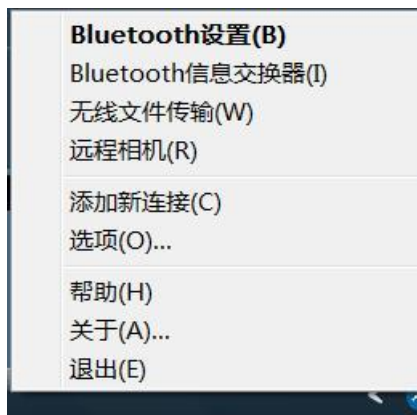 Bluetooth设置(B)
Bluetooth信息交换器(I)
无线文件传输(W)
远程相机(R)
添加新连接(C)
选项(O)...
帮助(H)
关于(A)...
退出(E)